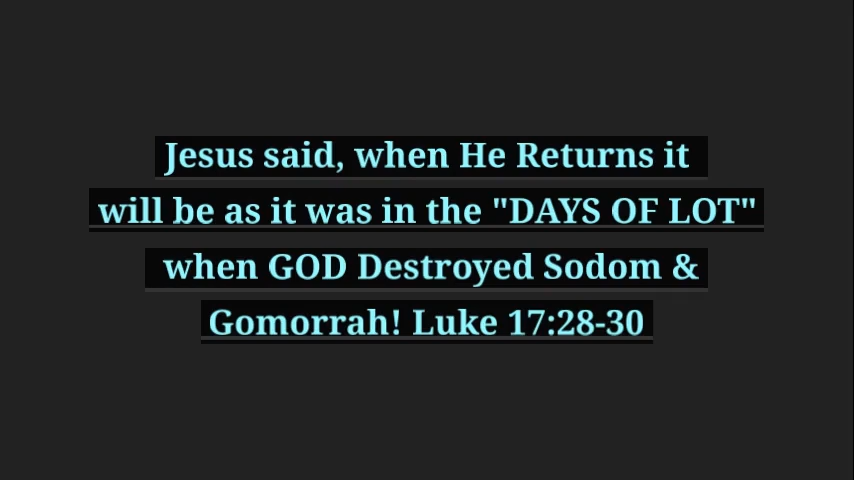 Jesus said, when He Returns it
will be as it was in the "DAYS OF LOT"
when GOD Destroyed Sodom &
Gomorrah! Luke 17:28-30